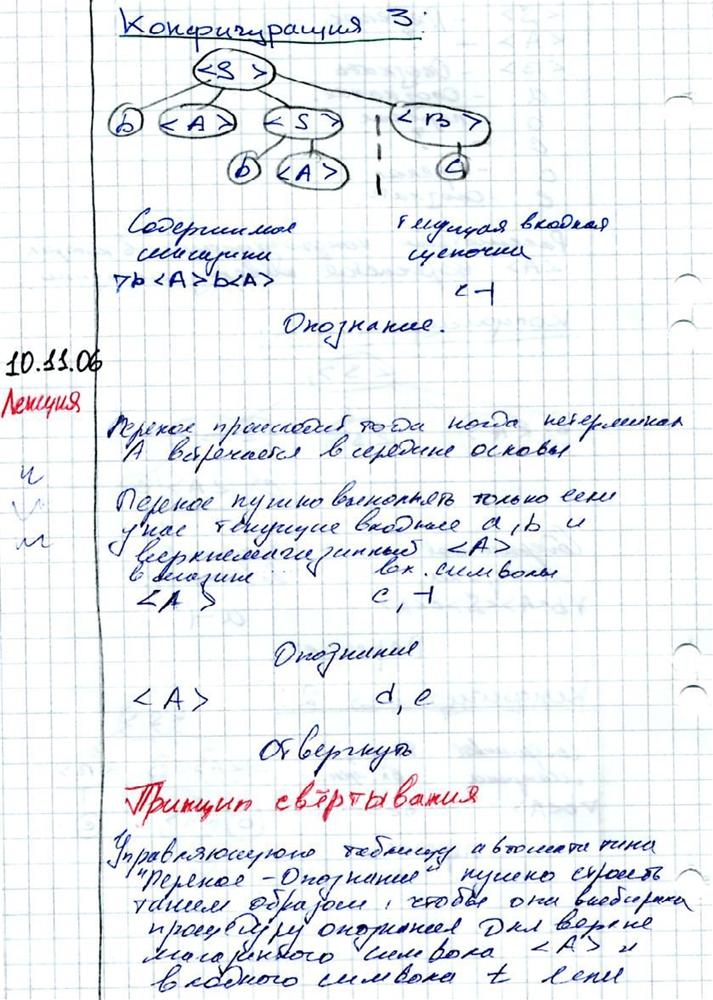 Конфигурация 3:
<S>
b <A> <S> <B>
b <A> c
Содержимое текущая входная
цепочка
∇b<A>b<A> c⊣
Опознание.
10.11.06
Лекция
Перенос происходит тогда когда нетерминал
A встречается в середине основы
Перенос нужно выполнять только если
у нас текущие входные a, b и
верхнемагазинный <A>
в магазине вх. символы
<A> c, ⊣
Опознание
<A> d, e
Отвергнуть
Принцип свёртывания
Управляющую таблицу автомата типа
"Перенос-Опознание" нужно строить
таким образом, чтобы она выбирала
процедуру опознания для верхне
магазинного символа <A> и
входного символа t если